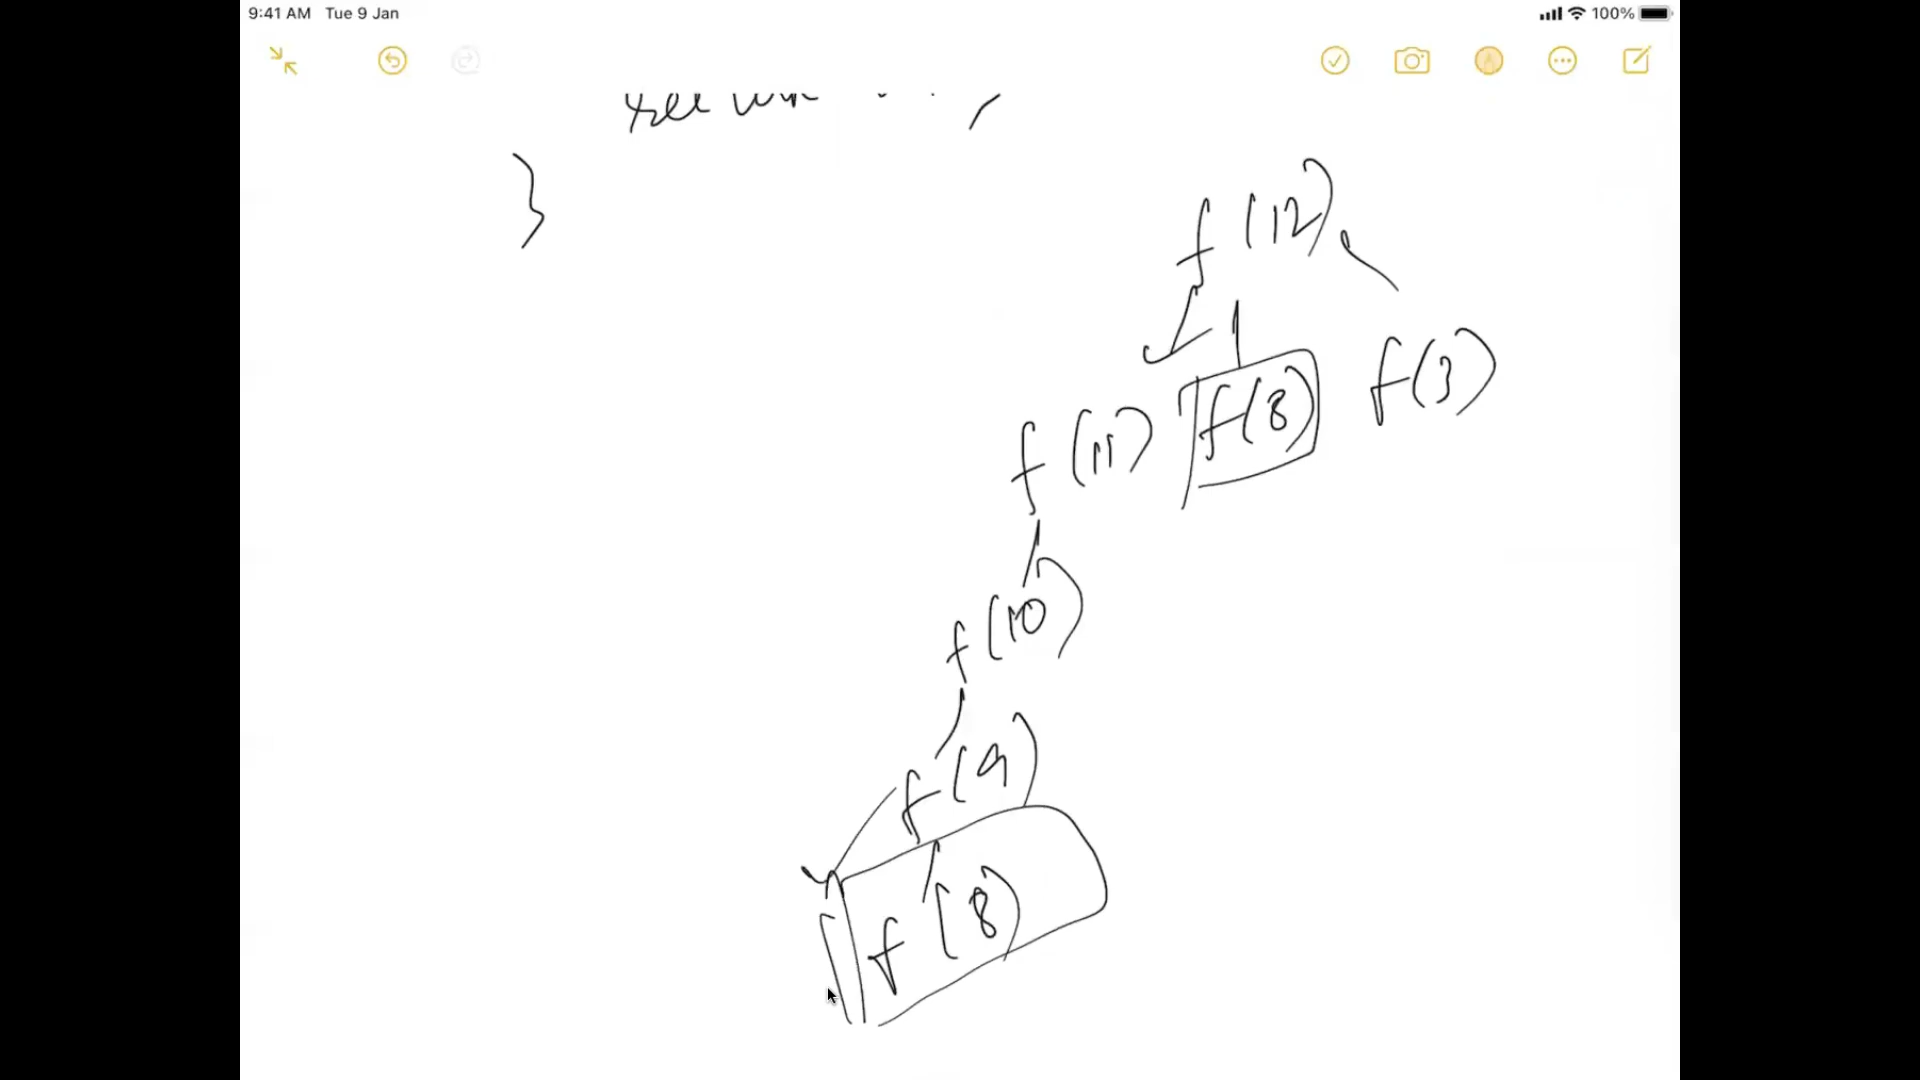 9:41 AM Tue 9 Jan 100%
}
f(12)
f(11) f(8) f(3)
f(10)
f(9)
f(8)